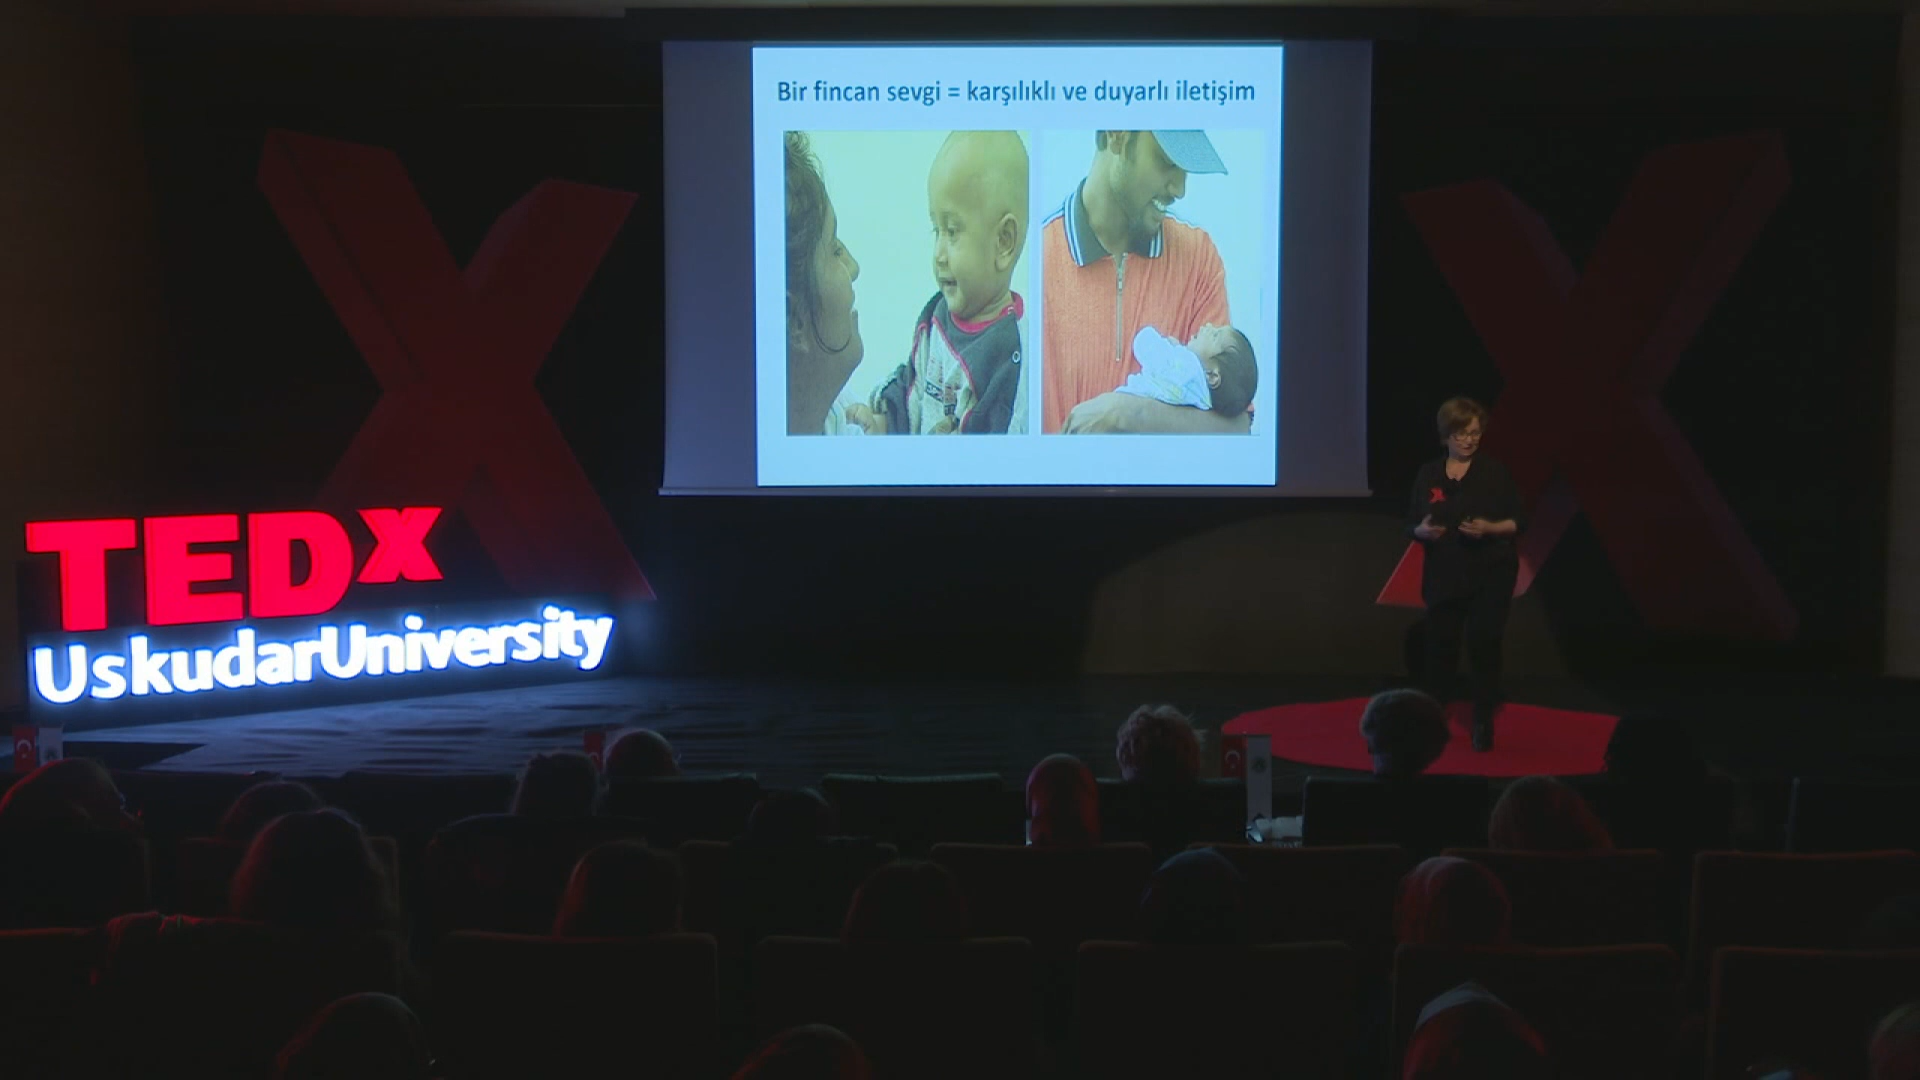 Bir fincan sevgi = karşılıklı ve duyarlı iletişim
TEDx
UskudarUniversity